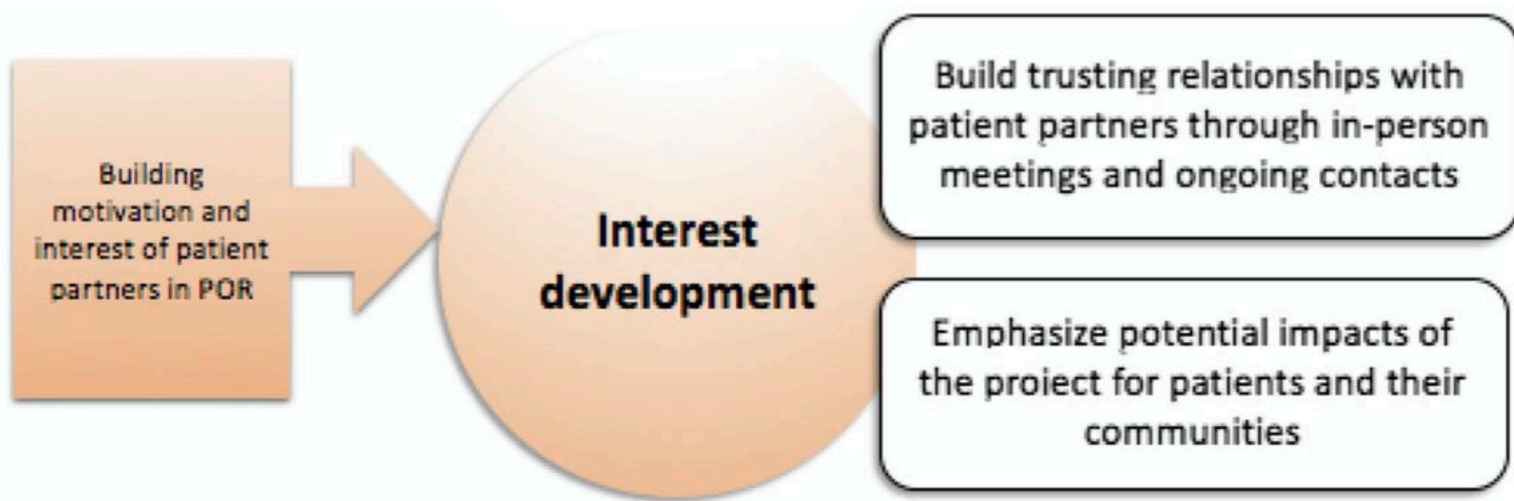 Building
motivation and
interest of patient
partners in POR
Interest
development
Build trusting relationships with
patient partners through in-person
meetings and ongoing contacts
Emphasize potential impacts of
the project for patients and their
communities